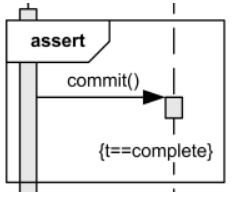 assert
commit()
{t==complete}